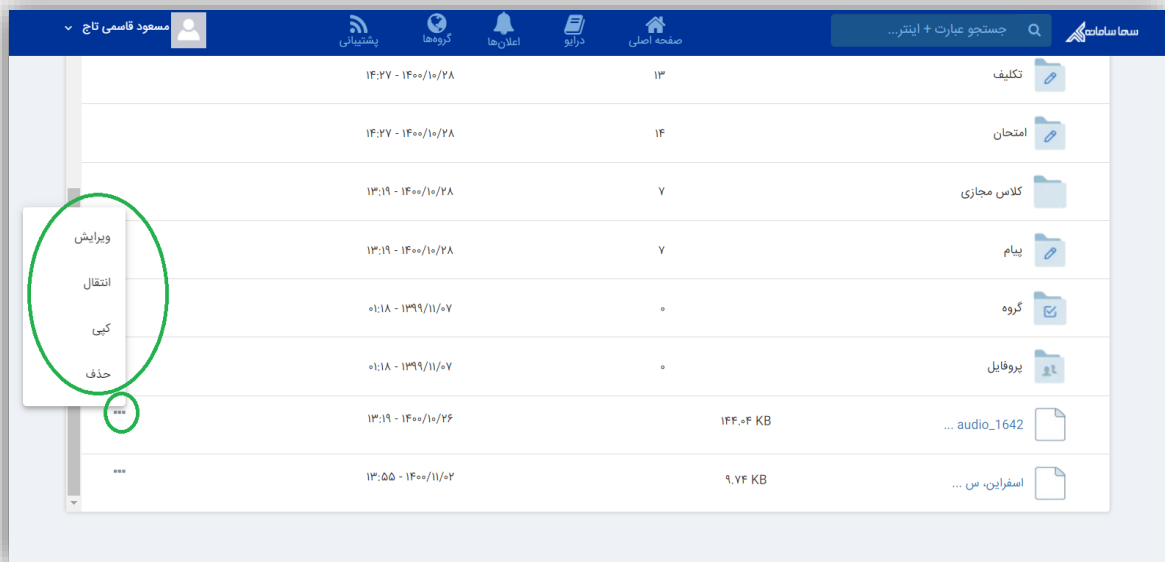 سما سامانه
جستجو عبارت + اینتر...
صفحه اصلی
درایو
اعلان‌ها
گروه‌ها
پشتیبانی
مسعود قاسمی تاج
تکلیف ۱۳ ۱۴۰۰/۱۰/۲۸ - ۱۴:۲۷
امتحان ۱۴ ۱۴۰۰/۱۰/۲۸ - ۱۴:۲۷
کلاس مجازی ۷ ۱۴۰۰/۱۰/۲۸ - ۱۳:۱۹
پیام ۷ ۱۴۰۰/۱۰/۲۸ - ۱۳:۱۹
گروه ۰ ۱۳۹۹/۱۱/۰۷ - ۰۱:۱۸
پروفایل ۰ ۱۳۹۹/۱۱/۰۷ - ۰۱:۱۸
audio_1642 ... ۱۴۴.۰۴ KB ۱۴۰۰/۱۰/۲۶ - ۱۳:۱۹
اسفراین، س ... ۹.۷۴ KB ۱۴۰۰/۱۱/۰۲ - ۱۳:۵۵
ویرایش
انتقال
کپی
حذف